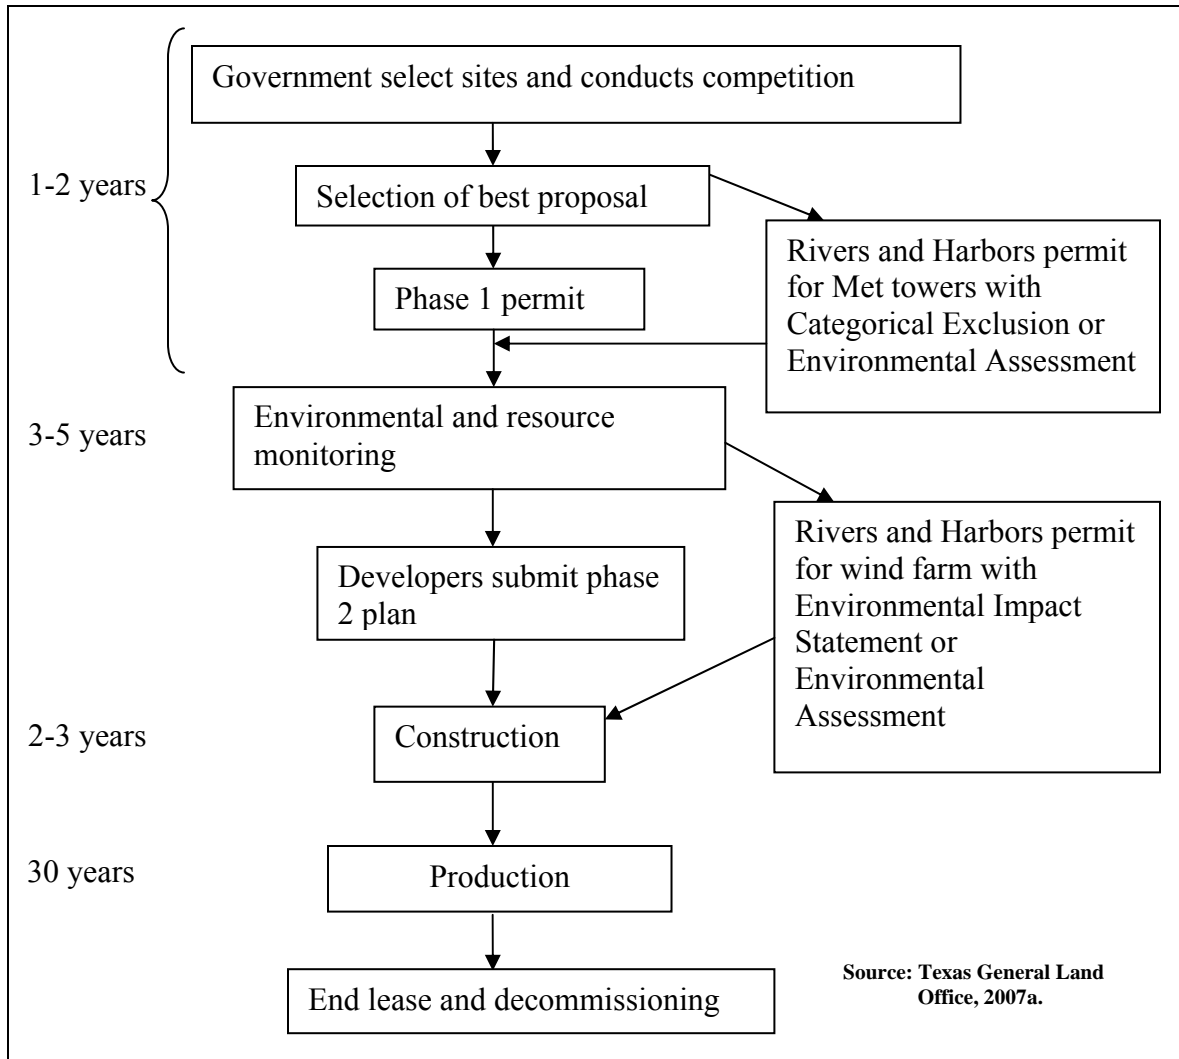 Government select sites and conducts competition
1-2 years
Selection of best proposal
Rivers and Harbors permit
for Met towers with
Categorical Exclusion or
Environmental Assessment
Phase 1 permit
3-5 years
Environmental and resource
monitoring
Rivers and Harbors permit
for wind farm with
Environmental Impact
Statement or
Environmental
Assessment
Developers submit phase
2 plan
2-3 years
Construction
30 years
Production
End lease and decommissioning
Source: Texas General Land
Office, 2007a.